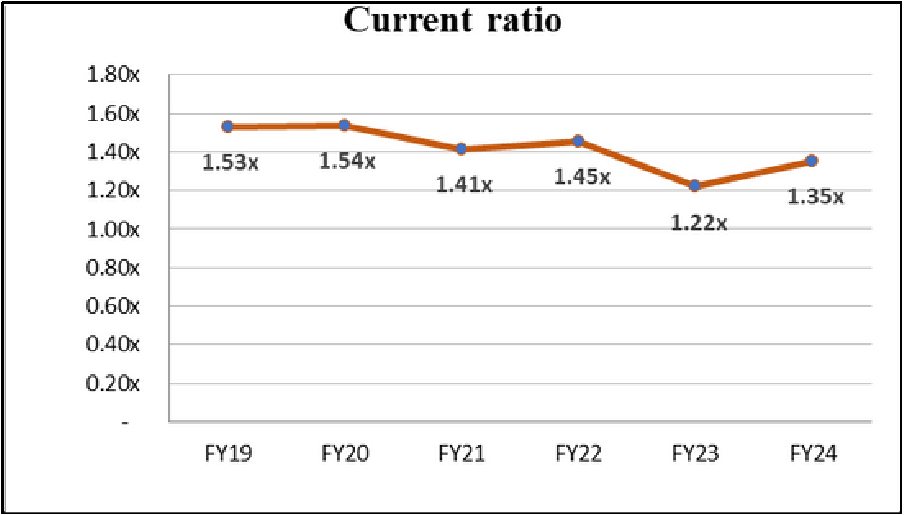 Current ratio
1.80x
1.60x
1.40x
1.20x
1.00x
0.80x
0.60x
0.40x
0.20x
-
1.53x
1.54x
1.41x
1.45x
1.22x
1.35x
FY19 FY20 FY21 FY22 FY23 FY24